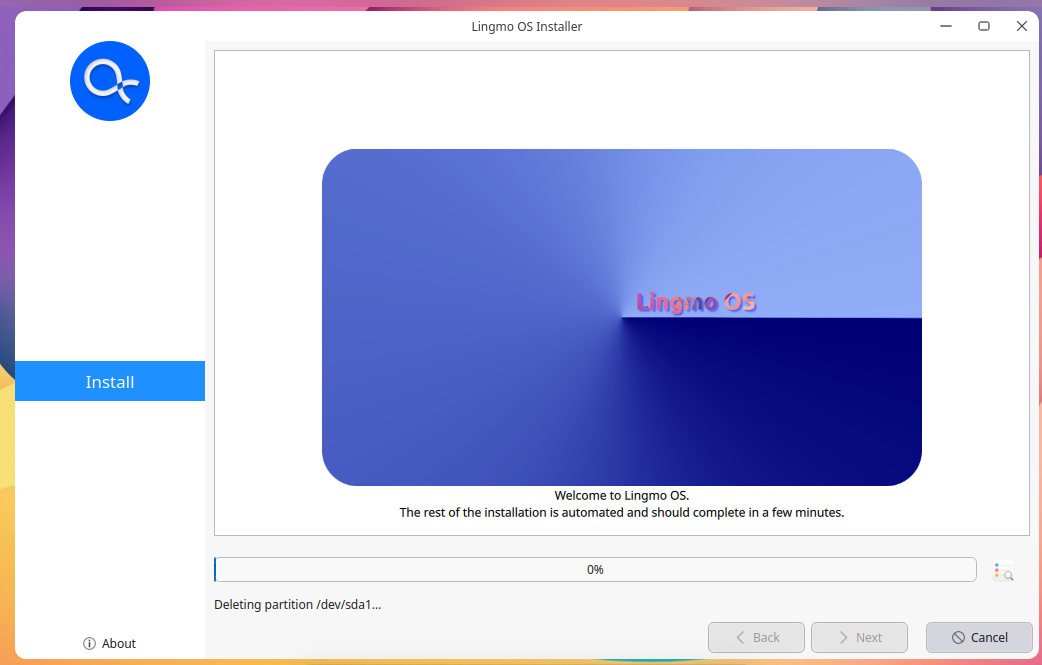 Lingmo OS Installer
Lingmo OS
Install
Welcome to Lingmo OS.
The rest of the installation is automated and should complete in a few minutes.
0%
Deleting partition /dev/sda1...
About
Back
Next
Cancel